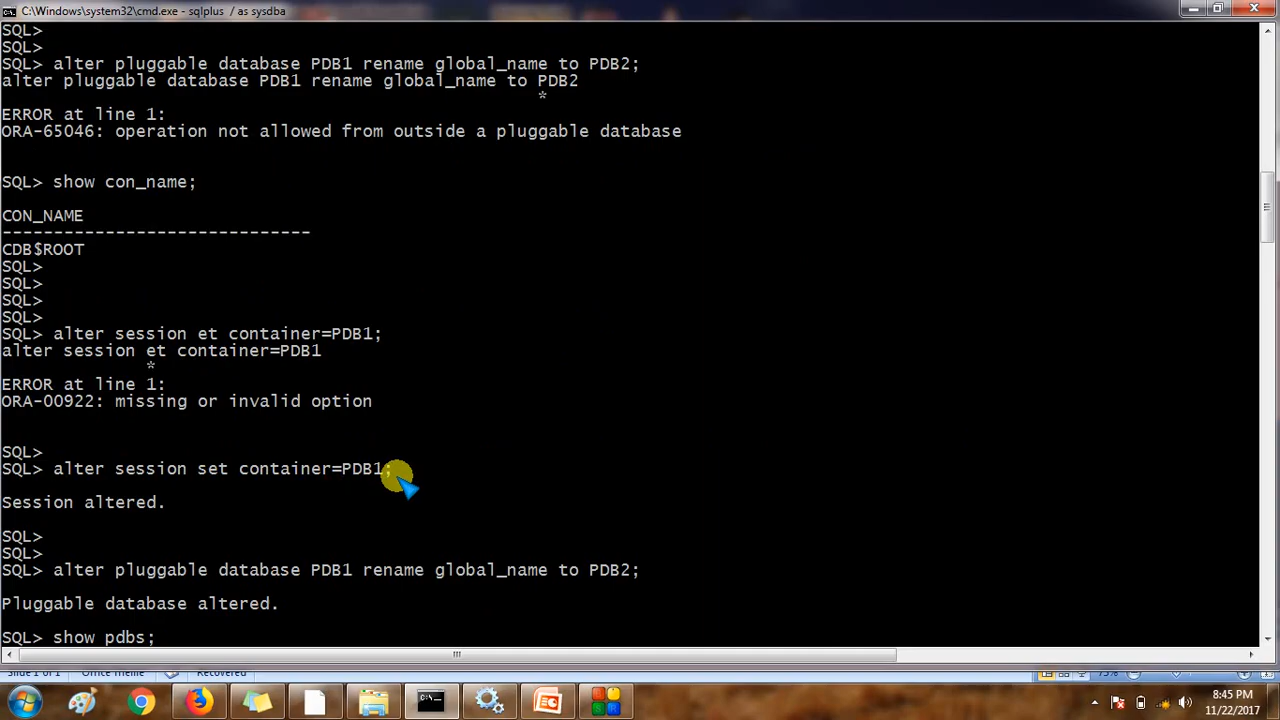 C:\Windows\system32\cmd.exe - sqlplus / as sysdba
SQL>
SQL>
SQL> alter pluggable database PDB1 rename global_name to PDB2;
alter pluggable database PDB1 rename global_name to PDB2
*
ERROR at line 1:
ORA-65046: operation not allowed from outside a pluggable database
SQL> show con_name;
CON_NAME
------------------------------
CDB$ROOT
SQL>
SQL>
SQL>
SQL>
SQL> alter session et container=PDB1;
alter session et container=PDB1
*
ERROR at line 1:
ORA-00922: missing or invalid option
SQL>
SQL> alter session set container=PDB1;
Session altered.
SQL>
SQL>
SQL> alter pluggable database PDB1 rename global_name to PDB2;
Pluggable database altered.
SQL> show pdbs;
Slide 1 of 1 Office Theme Recovered 75%
8:45 PM
11/22/2017